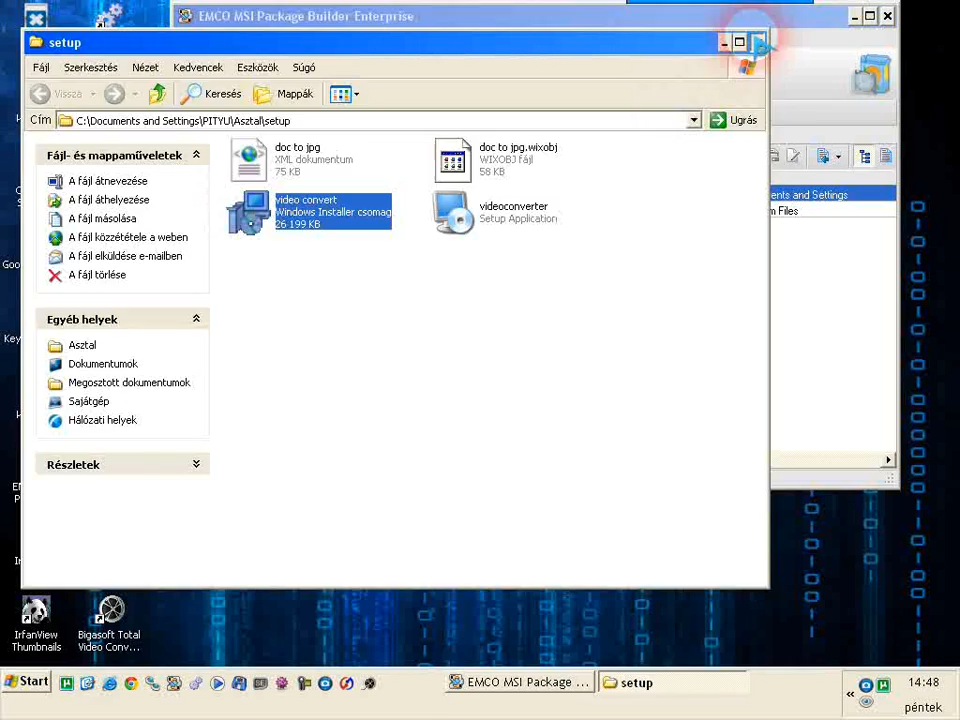 EMCO MSI Package Builder Enterprise
setup
Fájl Szerkesztés Nézet Kedvencek Eszközök Súgó
Vissza Keresés Mappák
Cím C:\Documents and Settings\PITYU\Asztal\setup Ugrás
Fájl- és mappaműveletek
A fájl átnevezése
A fájl áthelyezése
A fájl másolása
A fájl közzététele a weben
A fájl elküldése e-mailben
A fájl törlése
Egyéb helyek
Asztal
Dokumentumok
Megosztott dokumentumok
Sajátgép
Hálózati helyek
Részletek
doc to jpg
XML dokumentum
75 KB
doc to jpg.wixobj
WIXOBJ fájl
58 KB
video convert
Windows Installer csomag
26 199 KB
videoconverter
Setup Application
ents and Settings
m Files
Goo
Key
EM
P
Ir
IrfanView
Thumbnails
Bigasoft Total
Video Conv...
Start
EMCO MSI Package ...
setup
14:48
péntek